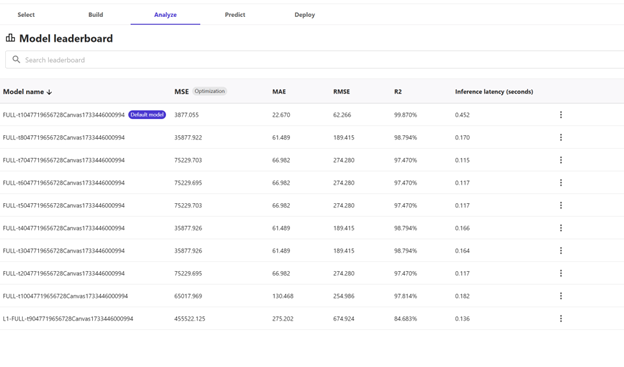 Select Build Analyze Predict Deploy
Model leaderboard
Search leaderboard
Model name MSE Optimization MAE RMSE R2 Inference latency (seconds)
FULL-t1047719656728Canvas1733446000994 Default model 3877.055 22.670 62.266 99.870% 0.452
FULL-t8047719656728Canvas1733446000994 35877.922 61.489 189.415 98.794% 0.170
FULL-t7047719656728Canvas1733446000994 75229.703 66.982 274.280 97.470% 0.115
FULL-t6047719656728Canvas1733446000994 75229.695 66.982 274.280 97.470% 0.117
FULL-t5047719656728Canvas1733446000994 75229.703 66.982 274.280 97.470% 0.117
FULL-t4047719656728Canvas1733446000994 35877.926 61.489 189.415 98.794% 0.166
FULL-t3047719656728Canvas1733446000994 35877.926 61.489 189.415 98.794% 0.164
FULL-t2047719656728Canvas1733446000994 75229.695 66.982 274.280 97.470% 0.117
FULL-t10047719656728Canvas1733446000994 65017.969 130.468 254.986 97.814% 0.182
L1-FULL-t9047719656728Canvas1733446000994 455522.125 275.202 674.924 84.683% 0.136